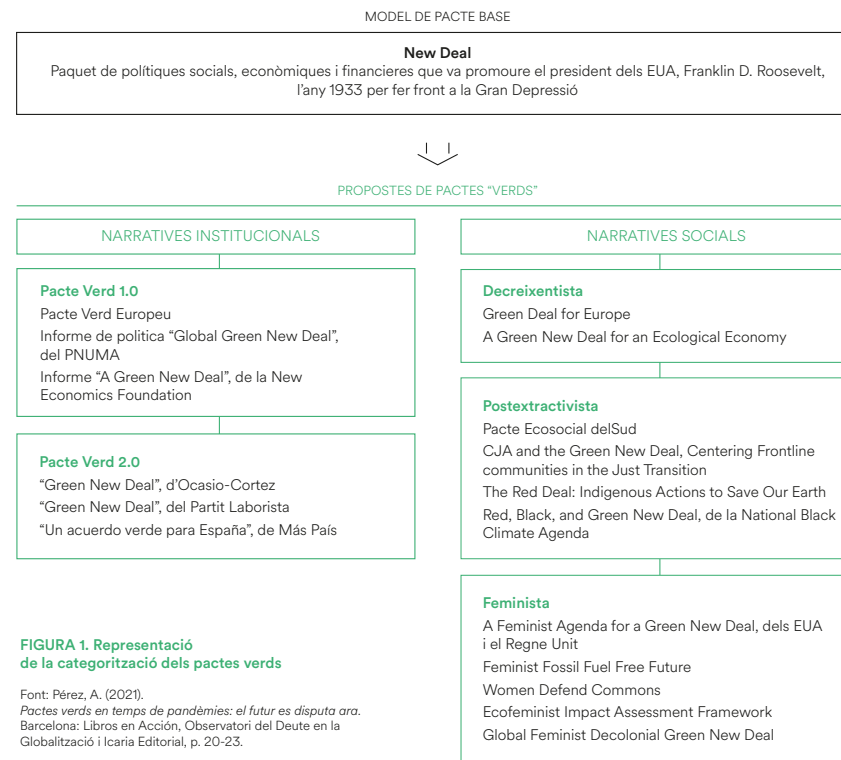 MODEL DE PACTE BASE
New Deal
Paquet de polítiques socials, econòmiques i financeres que va promoure el president dels EUA, Franklin D. Roosevelt,
l'any 1933 per fer front a la Gran Depressió
PROPOSTES DE PACTES “VERDS”
NARRATIVES INSTITUCIONALS
Pacte Verd 1.0
Pacte Verd Europeu
Informe de politica “Global Green New Deal”,
del PNUMA
Informe “A Green New Deal”, de la New
Economics Foundation
Pacte Verd 2.0
“Green New Deal”, d'Ocasio-Cortez
“Green New Deal”, del Partit Laborista
“Un acuerdo verde para España”, de Más País
NARRATIVES SOCIALS
Decreixentista
Green Deal for Europe
A Green New Deal for an Ecological Economy
Postextractivista
Pacte Ecosocial delSud
CJA and the Green New Deal, Centering Frontline
communities in the Just Transition
The Red Deal: Indigenous Actions to Save Our Earth
Red, Black, and Green New Deal, de la National Black
Climate Agenda
Feminista
A Feminist Agenda for a Green New Deal, dels EUA
i el Regne Unit
Feminist Fossil Fuel Free Future
Women Defend Commons
Ecofeminist Impact Assessment Framework
Global Feminist Decolonial Green New Deal
FIGURA 1. Representació
de la categorització dels pactes verds
Font: Pérez, A. (2021).
Pactes verds en temps de pandèmies: el futur es disputa ara.
Barcelona: Libros en Acción, Observatori del Deute en la
Globalització i Icaria Editorial, p. 20-23.